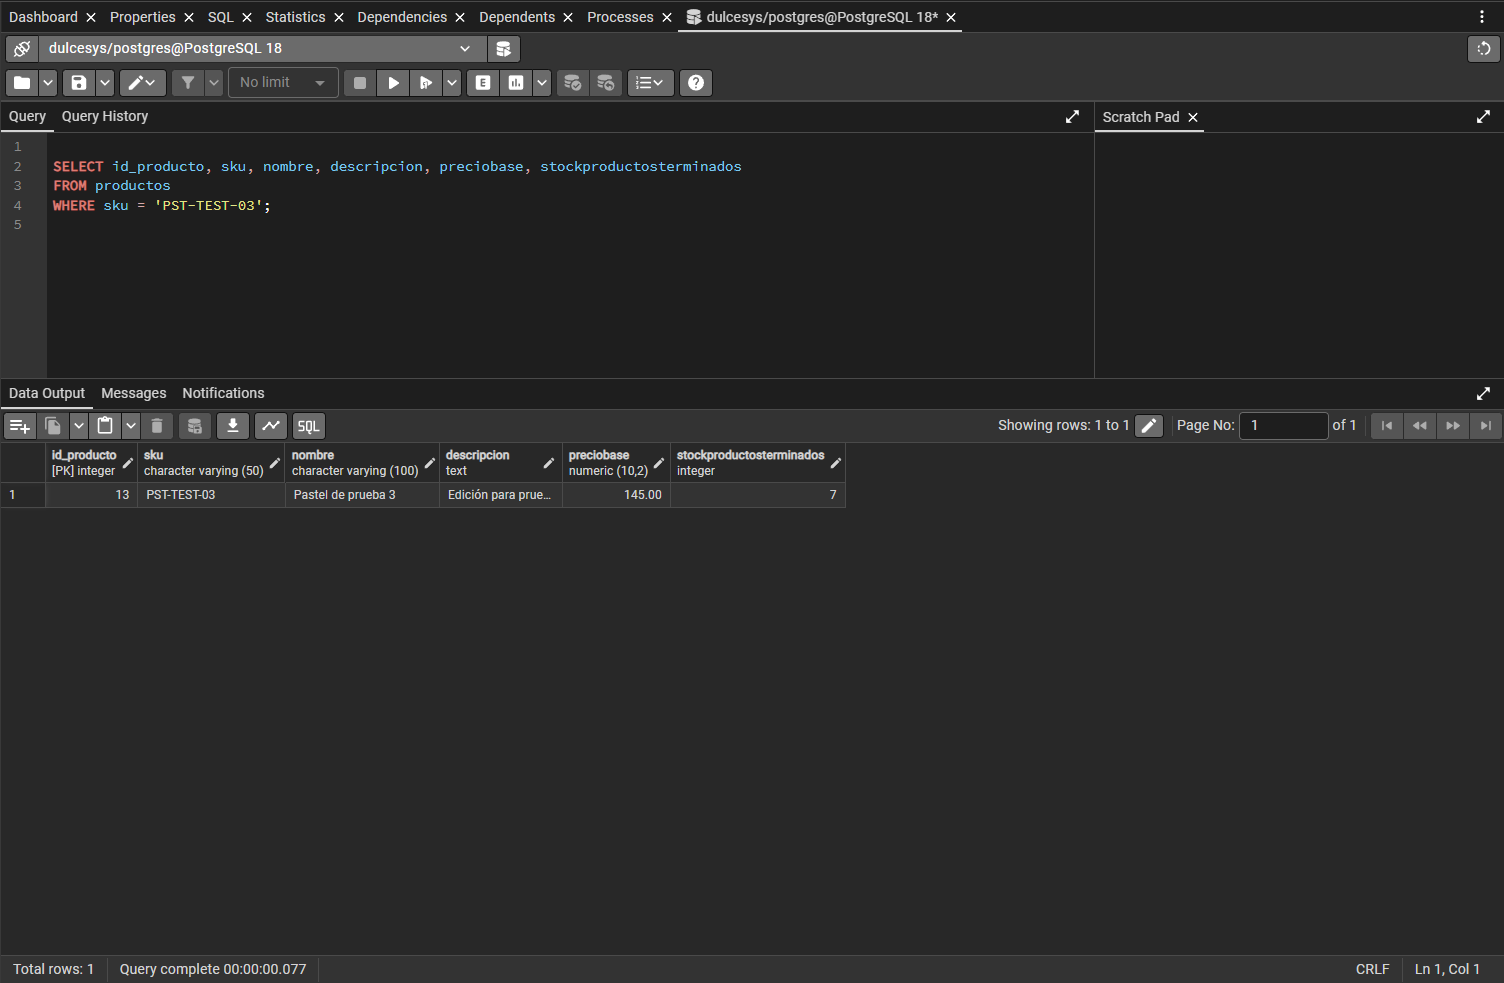 Dashboard Properties SQL Statistics Dependencies Dependents Processes dulcesys/postgres@PostgreSQL 18*
dulcesys/postgres@PostgreSQL 18
No limit E
Query Query History Scratch Pad
1
2 SELECT id_producto, sku, nombre, descripcion, preciobase, stockproductosterminados
3 FROM productos
4 WHERE sku = 'PST-TEST-03';
5
Data Output Messages Notifications
SQL Showing rows: 1 to 1 Page No: 1 of 1
id_producto sku nombre descripcion preciobase stockproductosterminados
[PK] integer character varying (50) character varying (100) text numeric (10,2) integer
1 13 PST-TEST-03 Pastel de prueba 3 Edición para prue... 145.00 7
Total rows: 1 Query complete 00:00:00.077 CRLF Ln 1, Col 1